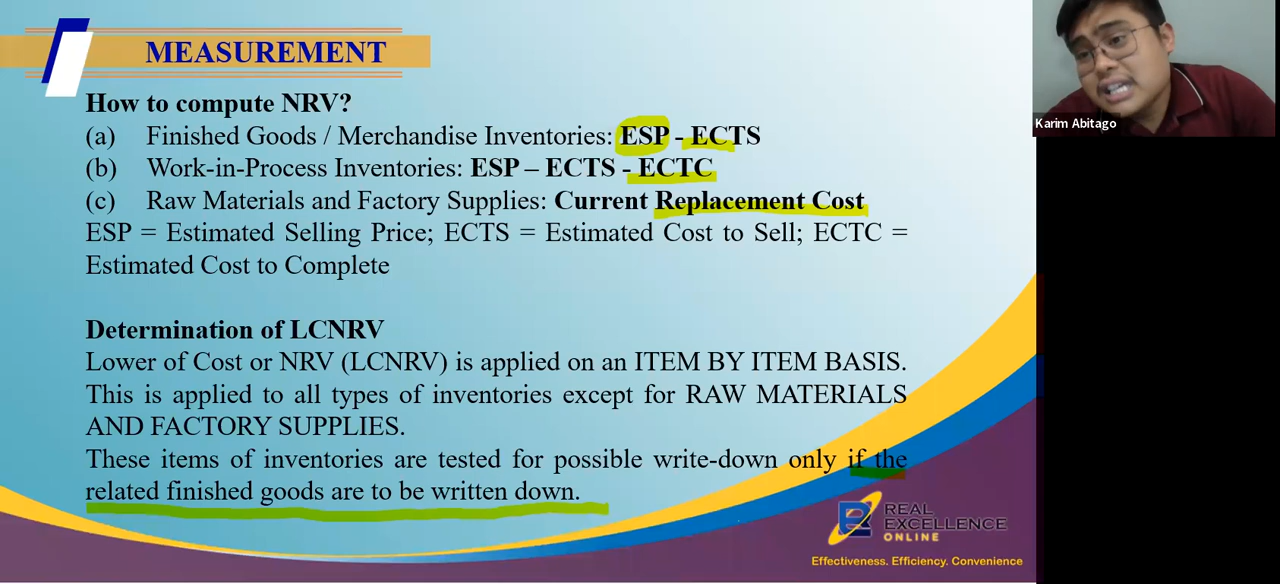 MEASUREMENT
How to compute NRV?
(a) Finished Goods / Merchandise Inventories: ESP - ECTS
(b) Work-in-Process Inventories: ESP – ECTS - ECTC
(c) Raw Materials and Factory Supplies: Current Replacement Cost
ESP = Estimated Selling Price; ECTS = Estimated Cost to Sell; ECTC =
Estimated Cost to Complete
Determination of LCNRV
Lower of Cost or NRV (LCNRV) is applied on an ITEM BY ITEM BASIS.
This is applied to all types of inventories except for RAW MATERIALS
AND FACTORY SUPPLIES.
These items of inventories are tested for possible write-down only if the
related finished goods are to be written down.
REAL
EXCELLENCE
ONLINE
Effectiveness. Efficiency. Convenience
Karim Abitago